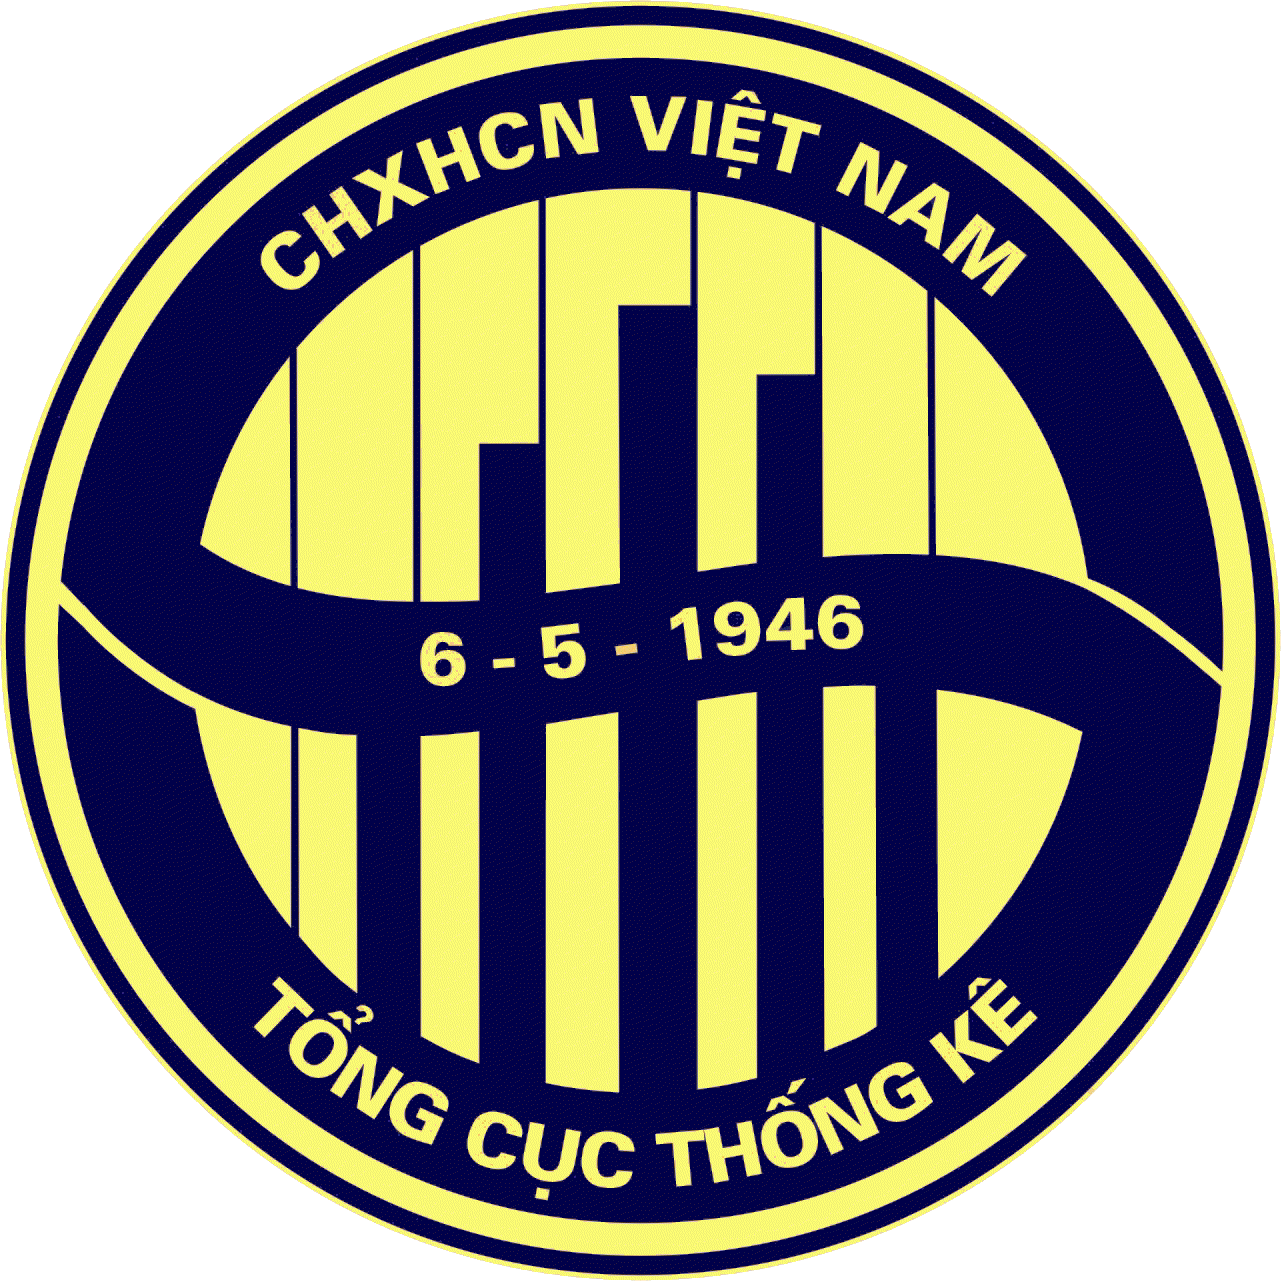 CHXHCN VIỆT NAM
6 - 5 - 1946
TỔNG CỤC THỐNG KÊ